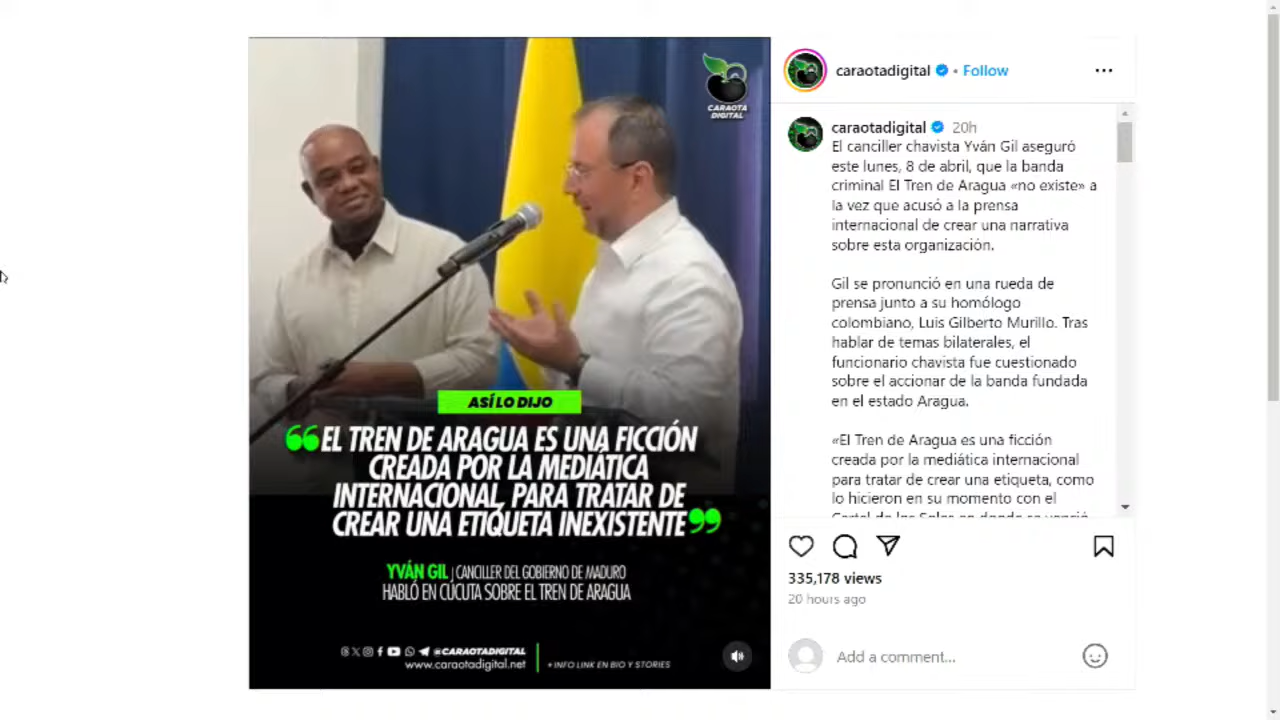 CARAOTA
DIGITAL
ASÍ LO DIJO
“EL TREN DE ARAGUA ES UNA FICCIÓN
CREADA POR LA MEDIÁTICA
INTERNACIONAL, PARA TRATAR DE
CREAR UNA ETIQUETA INEXISTENTE”
YVÁN GIL | CANCILLER DEL GOBIERNO DE MADURO
HABLÓ EN CÚCUTA SOBRE EL TREN DE ARAGUA
@CARAOTADIGITAL
www.caraotadigital.net
+ INFO LINK EN BIO Y STORIES
caraotadigital • Follow
caraotadigital 20h
El canciller chavista Yván Gil aseguró
este lunes, 8 de abril, que la banda
criminal El Tren de Aragua «no existe» a
la vez que acusó a la prensa
internacional de crear una narrativa
sobre esta organización.
Gil se pronunció en una rueda de
prensa junto a su homólogo
colombiano, Luis Gilberto Murillo. Tras
hablar de temas bilaterales, el
funcionario chavista fue cuestionado
sobre el accionar de la banda fundada
en el estado Aragua.
«El Tren de Aragua es una ficción
creada por la mediática internacional
para tratar de crear una etiqueta, como
lo hicieron en su momento con el
Cartel de los Soles en donde se venció
335,178 views
20 hours ago
Add a comment...